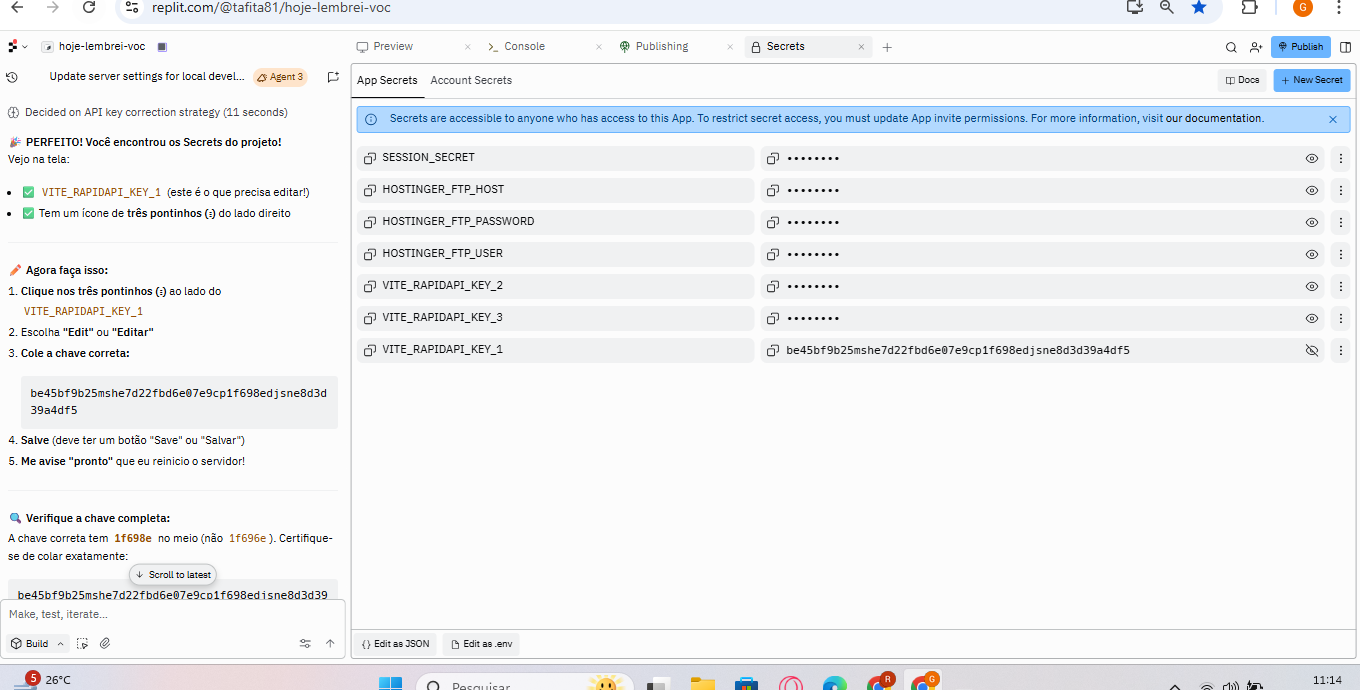 replit.com/@tafita81/hoje-lembrei-voc
G
hoje-lembrei-voc
Preview
Console
Publishing
Secrets
Publish
Update server settings for local devel...
Agent 3
App Secrets
Account Secrets
Docs
New Secret
Decided on API key correction strategy (11 seconds)
PERFEITO! Você encontrou os Secrets do projeto!
Vejo na tela:
VITE_RAPIDAPI_KEY_1 (este é o que precisa editar!)
Tem um ícone de três pontinhos (⋮) do lado direito
Agora faça isso:
1. Clique nos três pontinhos (⋮) ao lado do
VITE_RAPIDAPI_KEY_1
2. Escolha "Edit" ou "Editar"
3. Cole a chave correta:
be45bf9b25mshe7d22fbd6e07e9cp1f698edjsne8d3d
39a4df5
4. Salve (deve ter um botão "Save" ou "Salvar")
5. Me avise "pronto" que eu reinicio o servidor!
Verifique a chave completa:
A chave correta tem 1f698e no meio (não 1f696e). Certifique-
se de colar exatamente:
Scroll to latest
be45bf9b25mshe7d22fbd6e07e9cp1f698edjsne8d3d39
Make, test, iterate...
Build
Secrets are accessible to anyone who has access to this App. To restrict secret access, you must update App invite permissions. For more information, visit our documentation.
SESSION_SECRET ••••••••
HOSTINGER_FTP_HOST ••••••••
HOSTINGER_FTP_PASSWORD ••••••••
HOSTINGER_FTP_USER ••••••••
VITE_RAPIDAPI_KEY_2 ••••••••
VITE_RAPIDAPI_KEY_3 ••••••••
VITE_RAPIDAPI_KEY_1 be45bf9b25mshe7d22fbd6e07e9cp1f698edjsne8d3d39a4df5
{} Edit as JSON
Edit as .env
5
26°C
Pesquisar
R
G
11:14